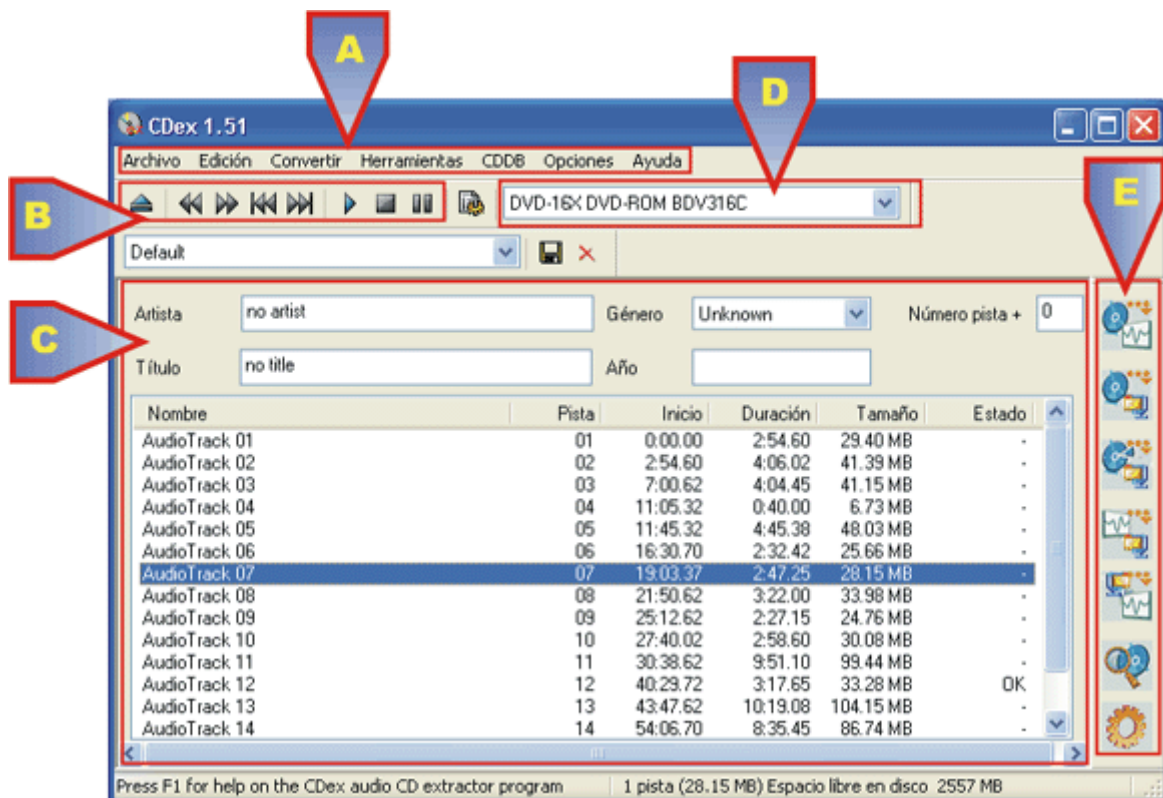 A
D
CDex 1.51
E
Archivo Edición Convertir Herramientas CDDB Opciones Ayuda
B
DVD-16X DVD-ROM BDV316C
Default
C
Artista no artist Género Unknown Número pista + 0
Título no title Año
Nombre Pista Inicio Duración Tamaño Estado
AudioTrack 01 01 0:00.00 2:54.60 29.40 MB -
AudioTrack 02 02 2:54.60 4:06.02 41.39 MB -
AudioTrack 03 03 7:00.62 4:04.45 41.15 MB -
AudioTrack 04 04 11:05.32 0:40.00 6.73 MB -
AudioTrack 05 05 11:45.32 4:45.38 48.03 MB -
AudioTrack 06 06 16:30.70 2:32.42 25.66 MB -
AudioTrack 07 07 19:03.37 2:47.25 28.15 MB -
AudioTrack 08 08 21:50.62 3:22.00 33.98 MB -
AudioTrack 09 09 25:12.62 2:27.15 24.76 MB -
AudioTrack 10 10 27:40.02 2:58.60 30.08 MB -
AudioTrack 11 11 30:38.62 9:51.10 99.44 MB -
AudioTrack 12 12 40:29.72 3:17.65 33.28 MB OK
AudioTrack 13 13 43:47.62 10:19.08 104.15 MB -
AudioTrack 14 14 54:06.70 8:35.45 86.74 MB -
Press F1 for help on the CDex audio CD extractor program 1 pista (28.15 MB) Espacio libre en disco 2557 MB